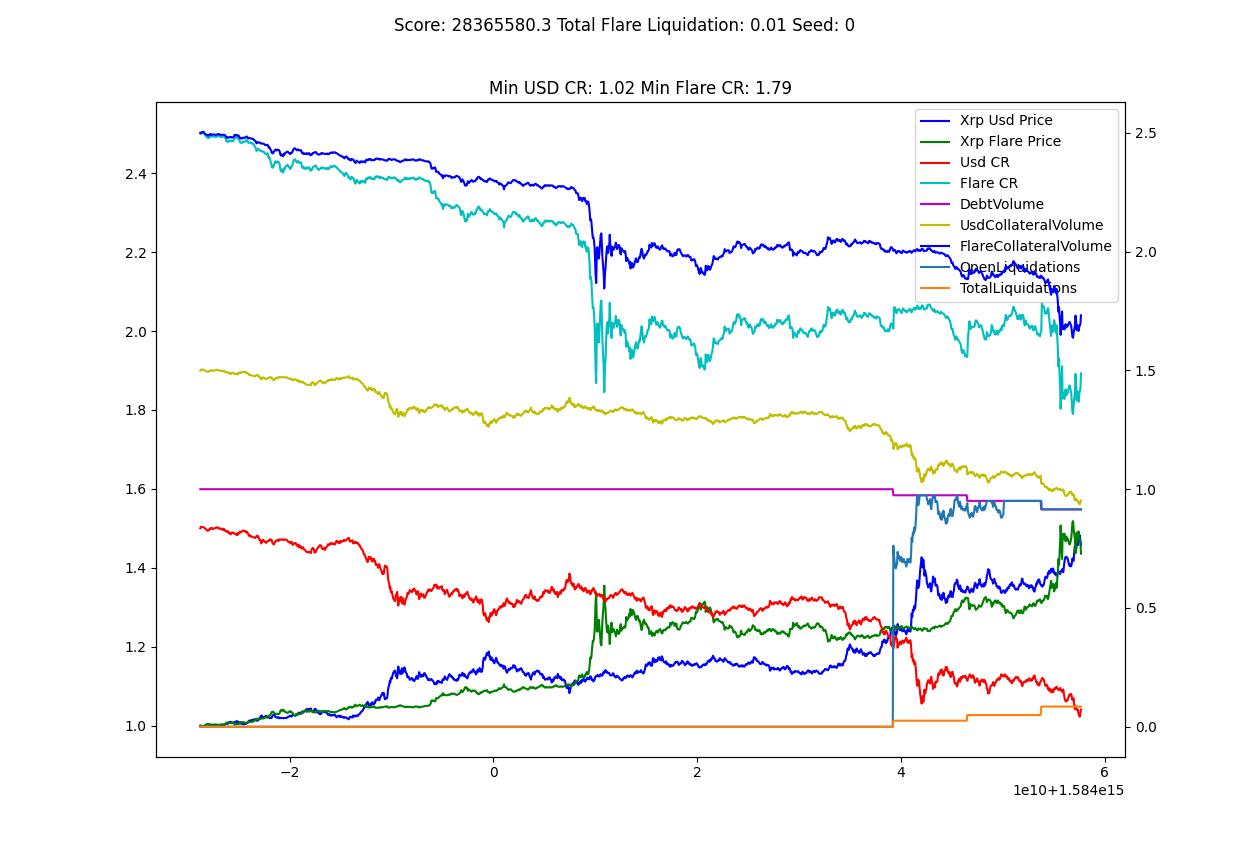 Score: 28365580.3 Total Flare Liquidation: 0.01 Seed: 0
Min USD CR: 1.02 Min Flare CR: 1.79
Xrp Usd Price
Xrp Flare Price
Usd CR
Flare CR
DebtVolume
UsdCollateralVolume
FlareCollateralVolume
OpenLiquidations
TotalLiquidations
2.4
2.2
2.0
1.8
1.6
1.4
1.2
1.0
2.5
2.0
1.5
1.0
0.5
0.0
−2 0 2 4 6
1e10+1.584e15